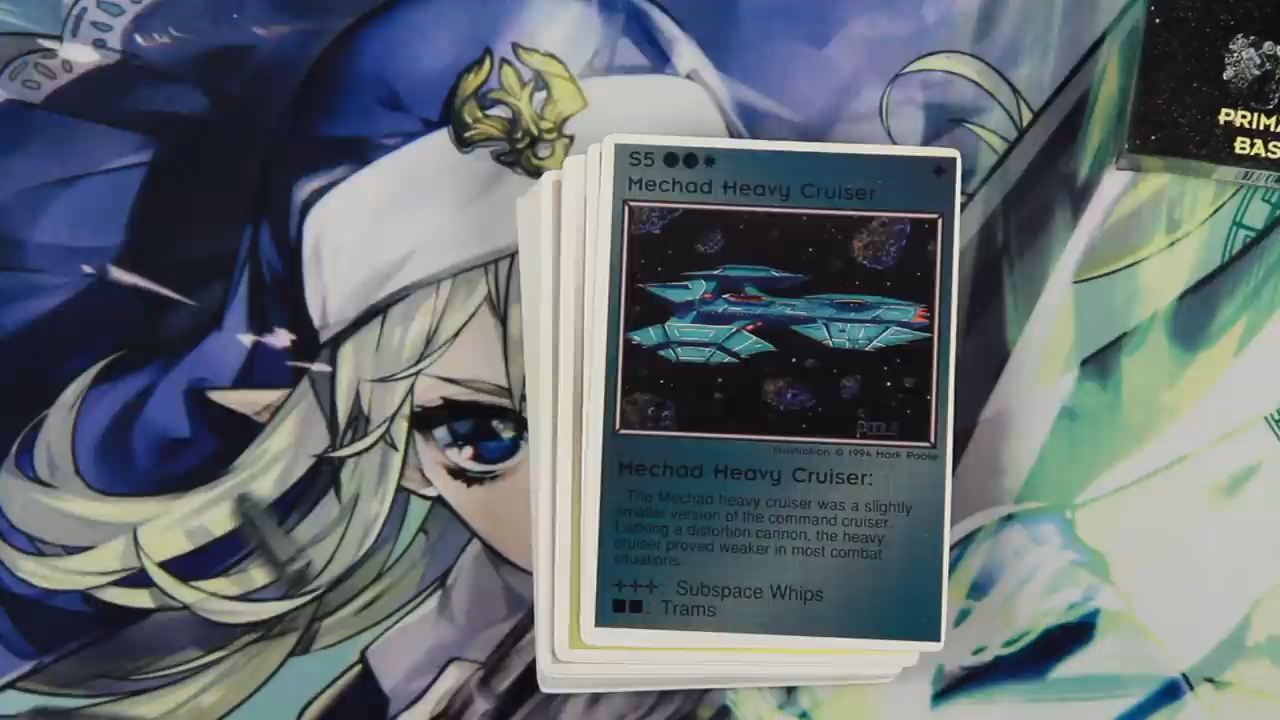 S5
Mechad Heavy Cruiser
PRIM
BAS
POOLE
Illustration © 1994 Mark Poole
Mechad Heavy Cruiser:
The Mechad heavy cruiser was a slightly
smaller version of the command cruiser.
Lacking a distortion cannon, the heavy
cruiser proved weaker in most combat
situations.
+++: Subspace Whips
■■: Trams